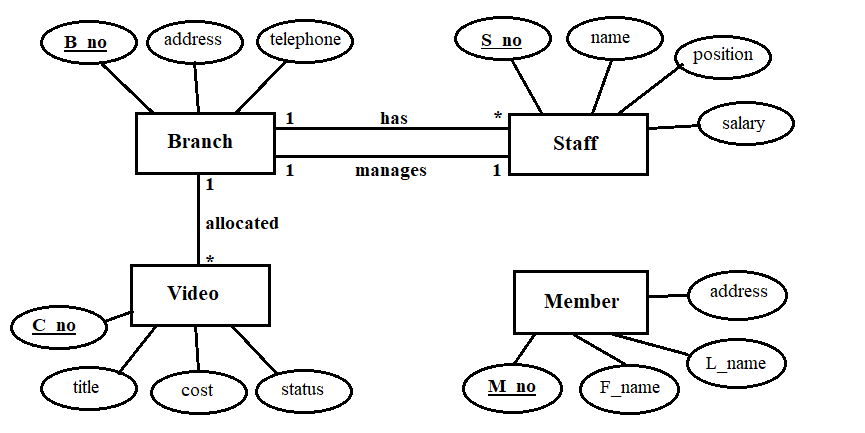 B_no
address
telephone
S_no
name
position
salary
Branch
1
has
*
Staff
1
manages
1
1
allocated
*
Video
C_no
title
cost
status
Member
address
L_name
M_no
F_name